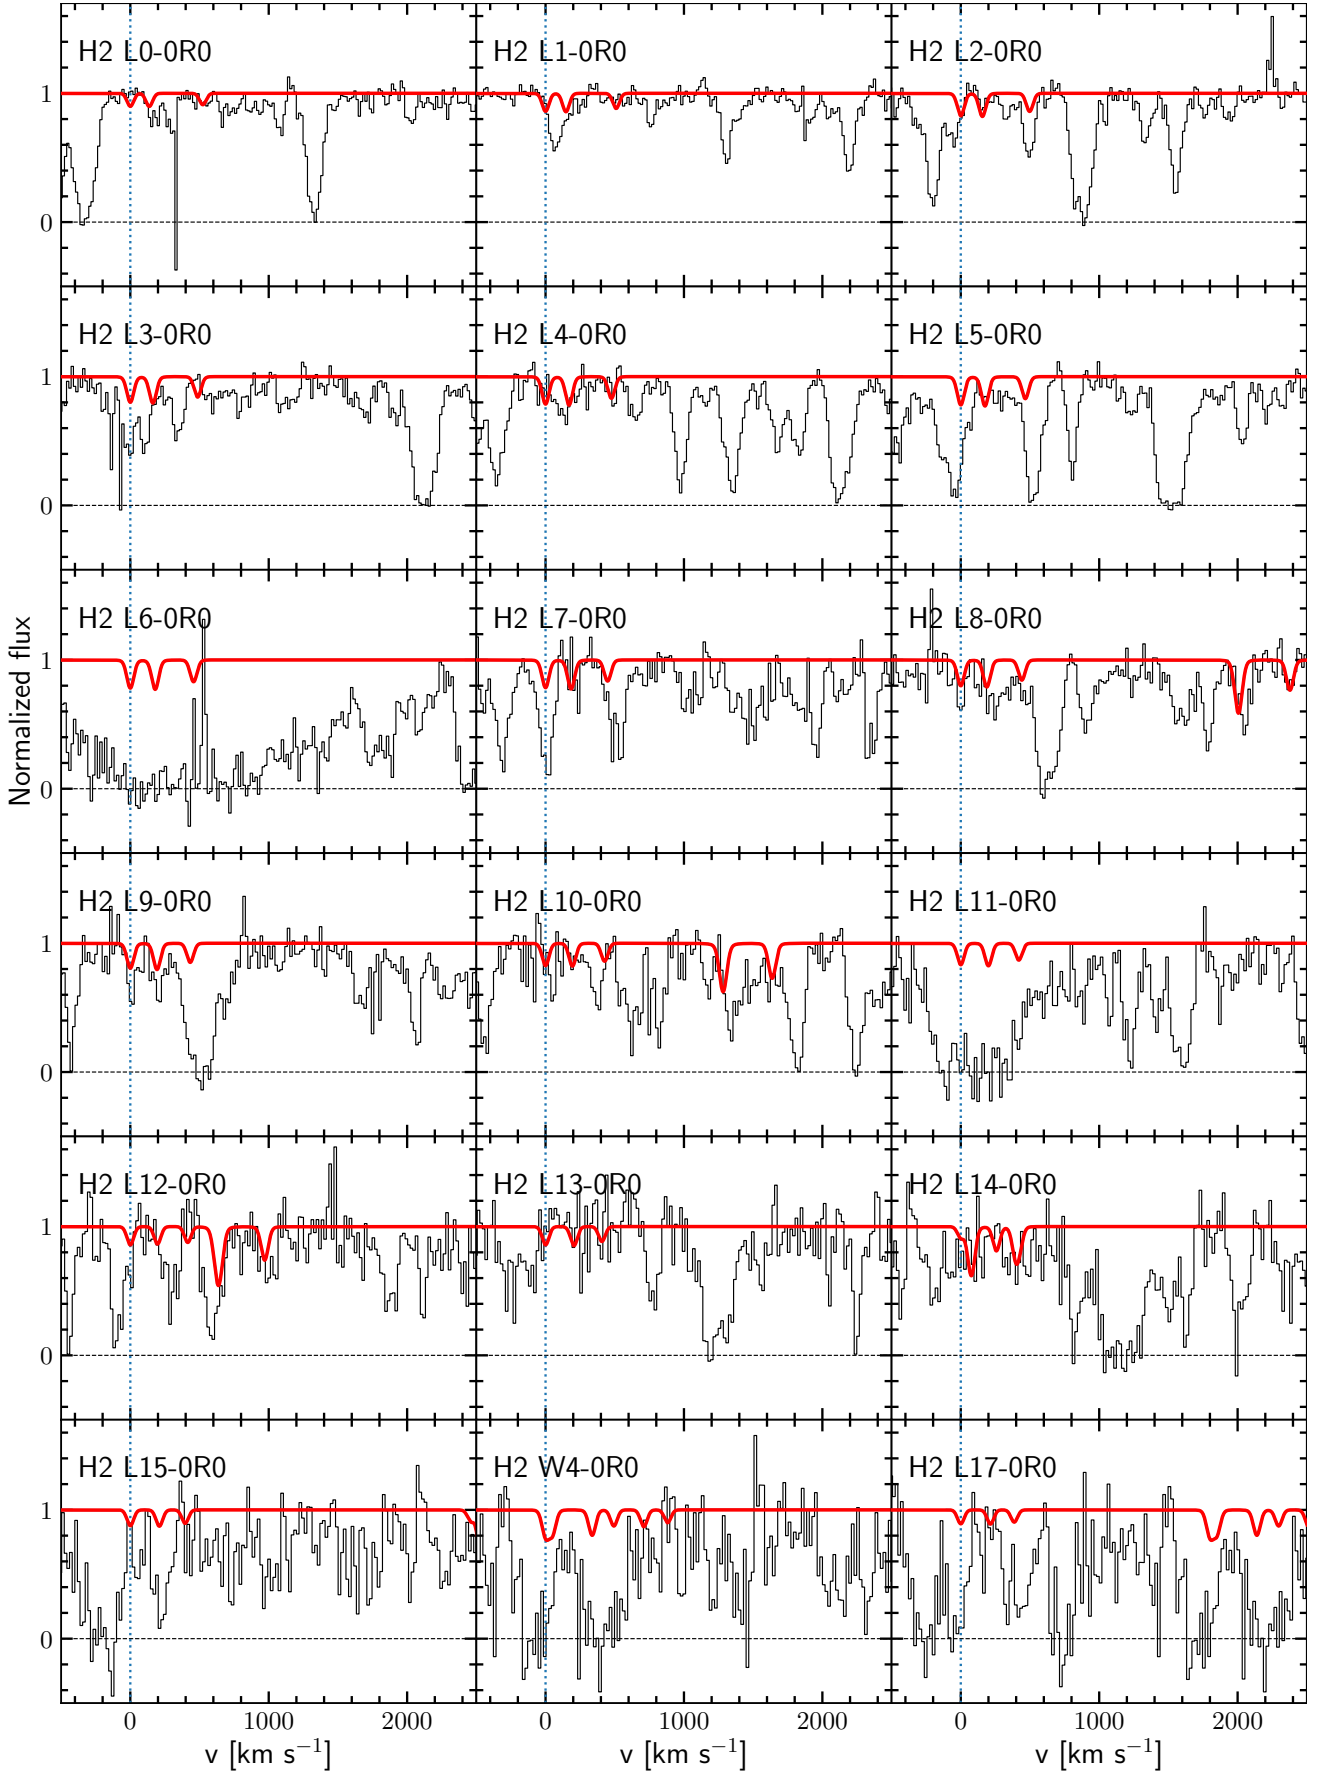 H2 L0-0R0 H2 L1-0R0 H2 L2-0R0
1
0
H2 L3-0R0 H2 L4-0R0 H2 L5-0R0
1
0
H2 L6-0R0 H2 L7-0R0 H2 L8-0R0
1
0
Normalized flux
H2 L9-0R0 H2 L10-0R0 H2 L11-0R0
1
0
H2 L12-0R0 H2 L13-0R0 H2 L14-0R0
1
0
H2 L15-0R0 H2 W4-0R0 H2 L17-0R0
1
0
0 1000 2000 0 1000 2000 0 1000 2000
v [km s⁻¹] v [km s⁻¹] v [km s⁻¹]